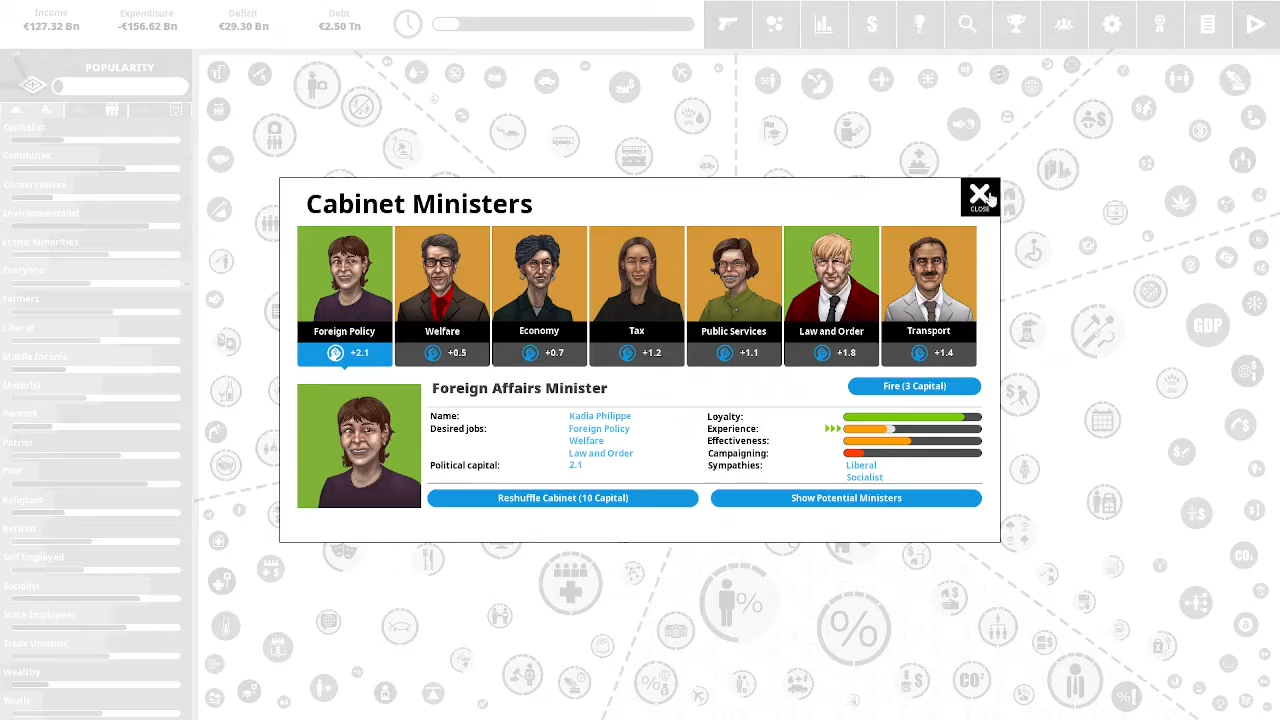 Income Expenditure Deficit Debt
€127.32 Bn -€156.62 Bn €29.30 Bn €2.50 Tn
POPULARITY
Capitalist
Commuter
Conservatives
Environmentalist
Ethnic Minorities
Everyone
Farmers
Liberal
Middle Income
Motorist
Parents
Patriot
Poor
Religious
Retired
Self Employed
Socialist
State Employees
Trade Unionist
Wealthy
Youth
Cabinet Ministers
CLOSE
Foreign Policy Welfare Economy Tax Public Services Law and Order Transport
+2.1 +0.5 +0.7 +1.2 +1.1 +1.8 +1.4
Foreign Affairs Minister
Fire (3 Capital)
Name: Kadia Philippe
Desired jobs: Foreign Policy
Welfare
Law and Order
Political capital: 2.1
Loyalty:
Experience:
Effectiveness:
Campaigning:
Sympathies: Liberal
Socialist
Reshuffle Cabinet (10 Capital)
Show Potential Ministers
GDP
CO²
CO²